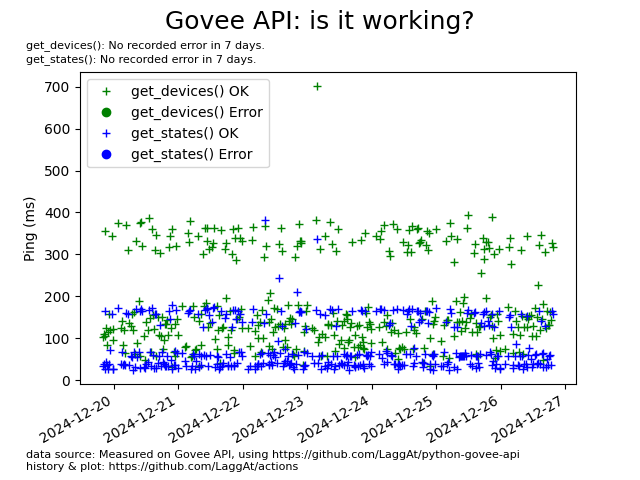 Govee API: is it working?
get_devices(): No recorded error in 7 days.
get_states(): No recorded error in 7 days.
get_devices() OK
get_devices() Error
get_states() OK
get_states() Error
Ping (ms)
700
600
500
400
300
200
100
0
2024-12-20
2024-12-21
2024-12-22
2024-12-23
2024-12-24
2024-12-25
2024-12-26
2024-12-27
data source: Measured on Govee API, using https://github.com/LaggAt/python-govee-api
history & plot: https://github.com/LaggAt/actions